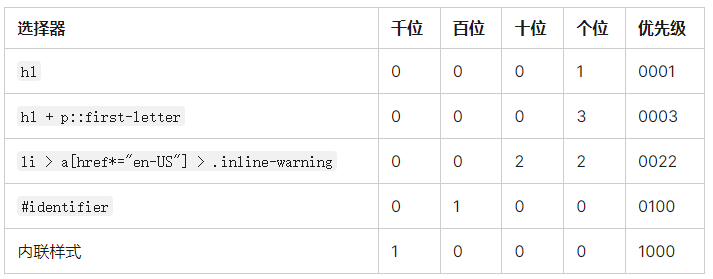 选择器 千位 百位 十位 个位 优先级
h1 0 0 0 1 0001
h1 + p::first-letter 0 0 0 3 0003
li > a[href*="en-US"] > .inline-warning 0 0 2 2 0022
#identifier 0 1 0 0 0100
内联样式 1 0 0 0 1000